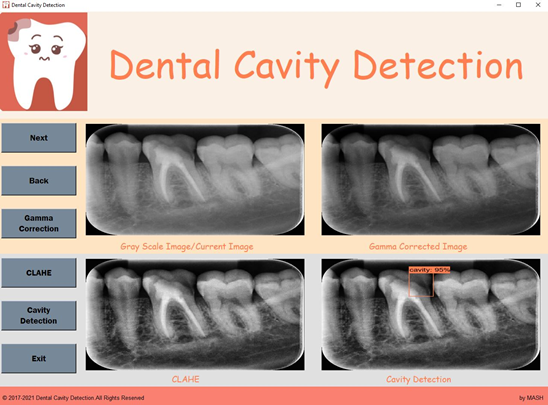 Dental Cavity Detection
Dental Cavity Detection
Next
Back
Gamma
Correction
Gray Scale Image/Current Image
Gamma Corrected Image
CLAHE
Cavity
Detection
Exit
cavity: 95%
CLAHE
Cavity Detection
© 2017-2021 Dental Cavity Detection.All Rights Reserved
by MASH